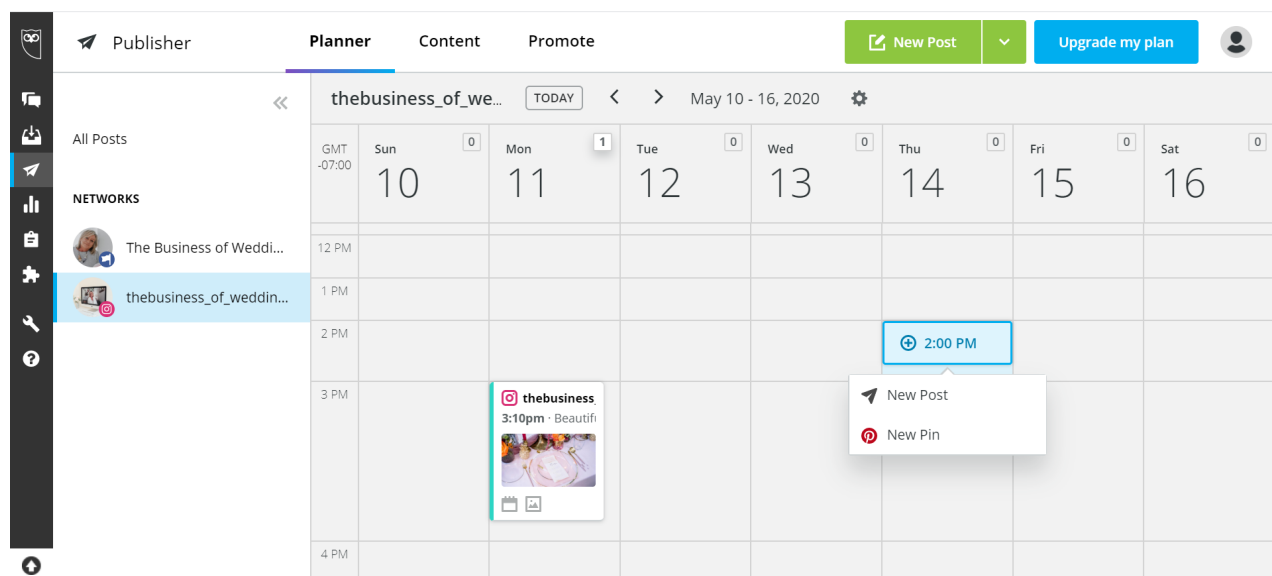 Publisher
Planner Content Promote
New Post
Upgrade my plan
thebusiness_of_we...
TODAY
May 10 - 16, 2020
All Posts
NETWORKS
The Business of Weddi...
thebusiness_of_weddin...
GMT
-07:00
Sun 0
10
Mon 1
11
Tue 0
12
Wed 0
13
Thu 0
14
Fri 0
15
Sat 0
16
12 PM
1 PM
2 PM
2:00 PM
New Post
New Pin
3 PM
thebusiness_
3:10pm · Beautif
4 PM